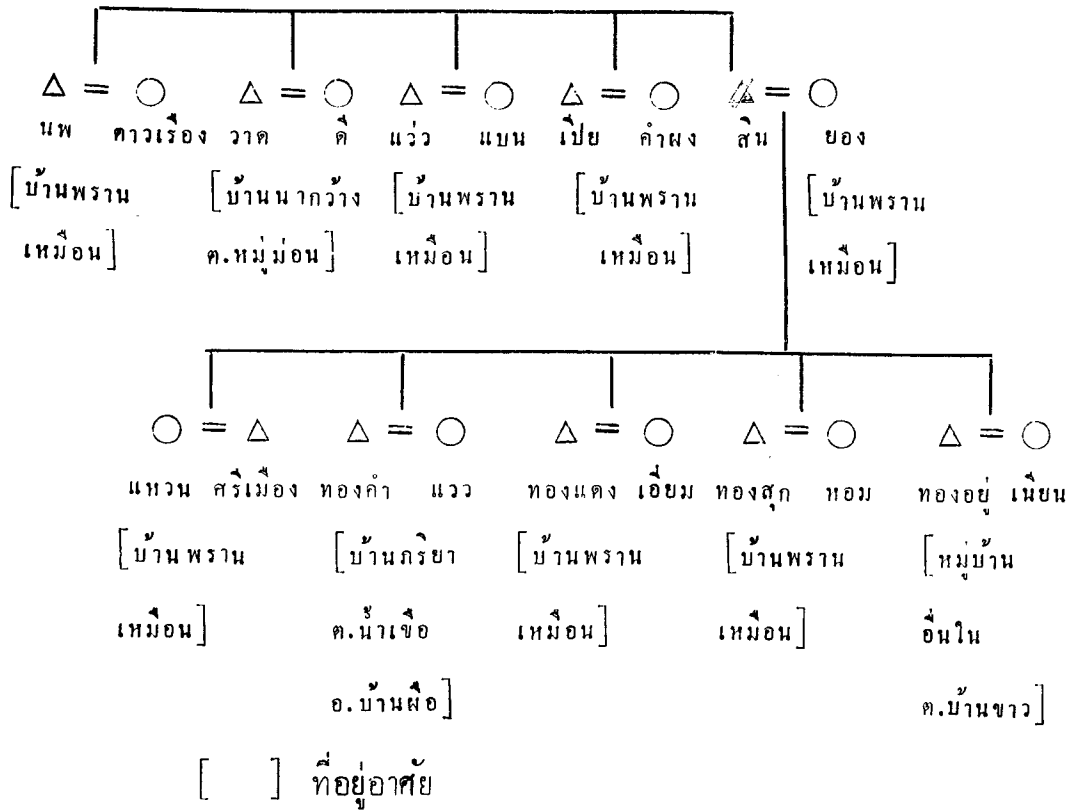 นพ ดาวเรือง วาด ดี แว่ว แบน เปีย คำผง สิน ยอง
[บ้านพราน [บ้านนากว้าง [บ้านพราน [บ้านพราน [บ้านพราน
เหมือน] ต.หมู่ม่อน] เหมือน] เหมือน] เหมือน]
แหวน ศรีเมือง ทองคำ แวว ทองแดง เอี่ยม ทองสุก หอม ทองอยู่ เนียน
[บ้านพราน [บ้านภริยา [บ้านพราน [บ้านพราน [หมู่บ้าน
เหมือน] ต.น้ำเขือ เหมือน] เหมือน] อื่นใน
อ.บ้านผือ] ต.บ้านขาว]
[ ] ที่อยู่อาศัย